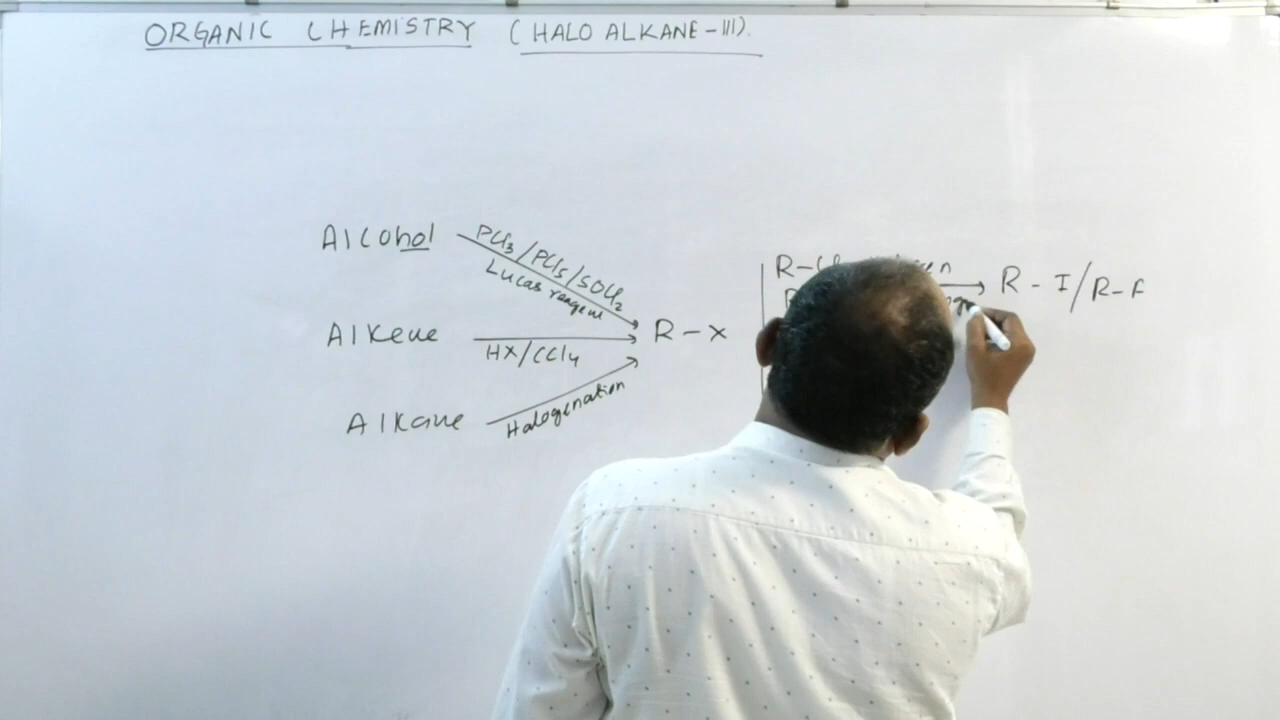 ORGANIC CHEMISTRY (HALO ALKANE-III).
Alcohol
PCl3/PCl5/SOCl2
Lucas reagent
Alkene
HX/CCl4
R-X
Alkane
Halogenation
R-Cl
R-I/R-F